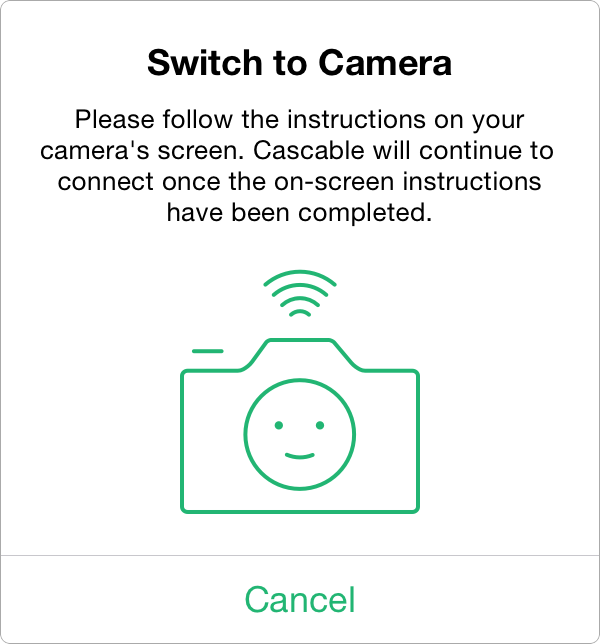 Switch to Camera
Please follow the instructions on your
camera's screen. Cascable will continue to
connect once the on-screen instructions
have been completed.
Cancel